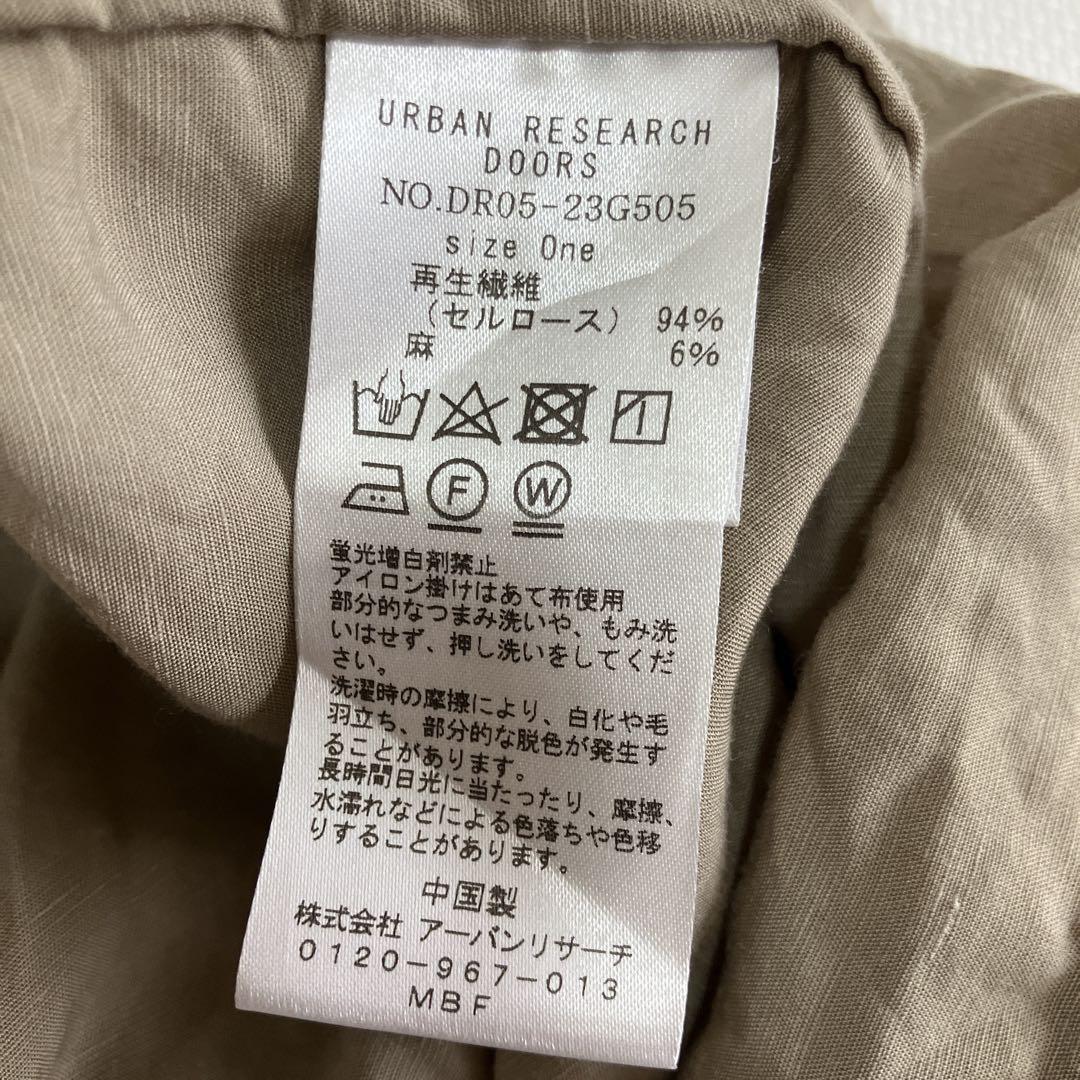 URBAN RESEARCH
DOORS
NO.DR05-23G505
size One
再生繊維
（セルロース） 94%
麻 6%
F W
蛍光増白剤禁止
アイロン掛けはあて布使用
部分的なつまみ洗いや、もみ洗
いはせず、押し洗いをしてくだ
さい。
洗濯時の摩擦により、白化や毛
羽立ち、部分的な脱色が発生す
ることがあります。
長時間日光に当たったり、摩擦、
水濡れなどによる色落ちや色移
りすることがあります。
中国製
株式会社 アーバンリサーチ
0120-967-013
MBF